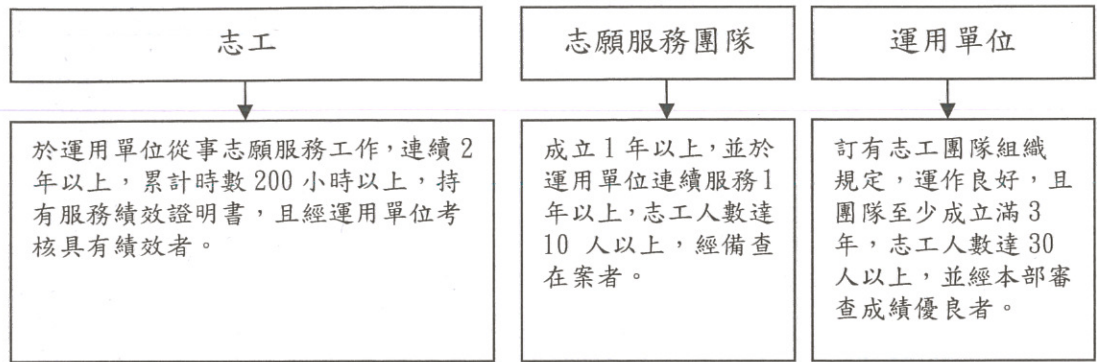 志工
志願服務團隊
運用單位
於運用單位從事志願服務工作,連續2
年以上,累計時數200小時以上,持
有服務績效證明書,且經運用單位考
核具有績效者。
成立1年以上,並於
運用單位連續服務1
年以上,志工人數達
10 人以上,經備查
在案者。
訂有志工團隊組織
規定,運作良好,且
團隊至少成立滿3
年,志工人數達30
人以上,並經本部審
查成績優良者。